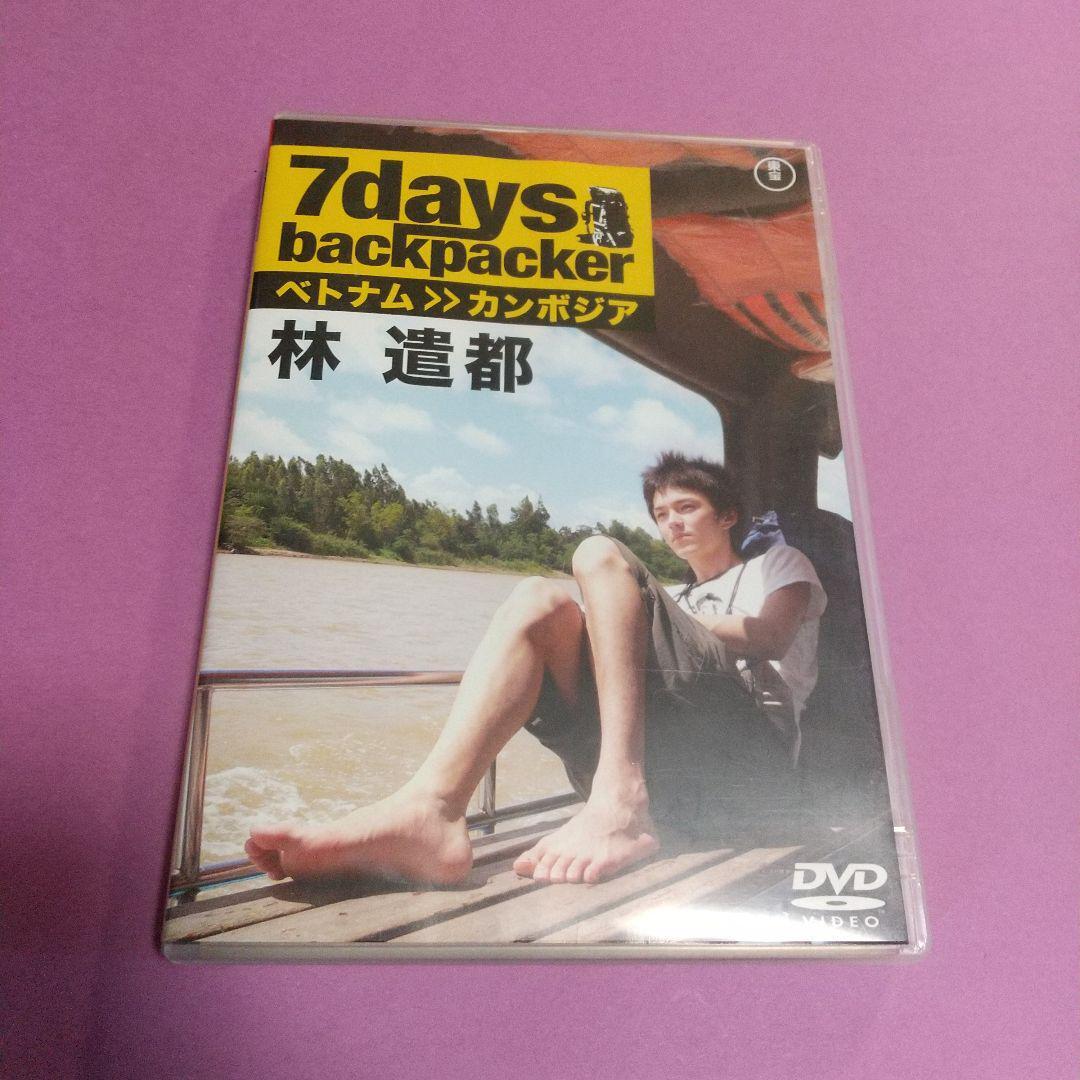 7days
backpacker
ベトナム>>カンボジア
林 遣都
東宝
DVD
VIDEO